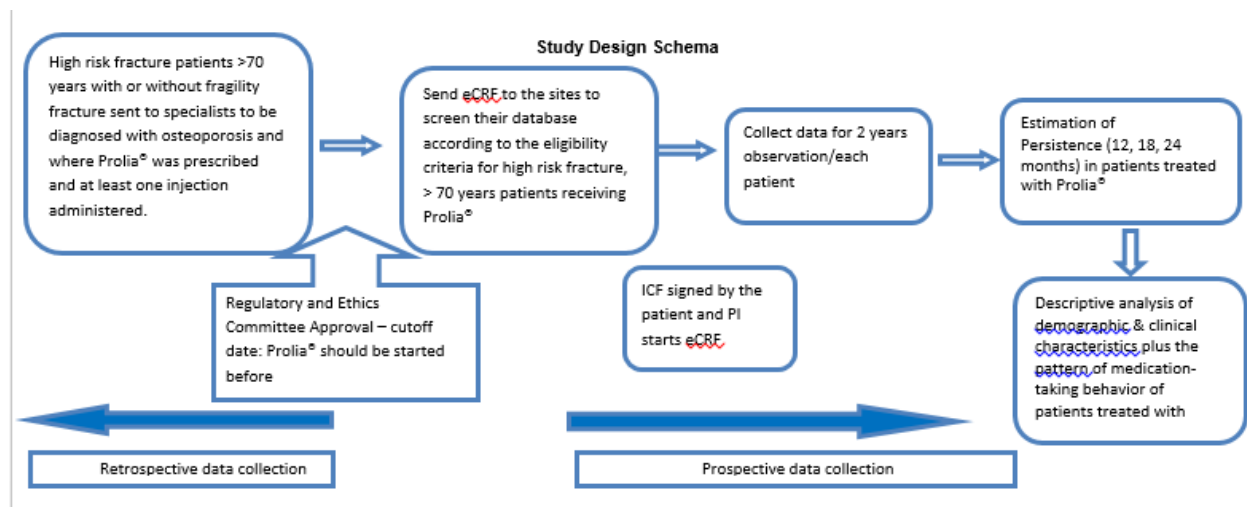 Study Design Schema
High risk fracture patients >70
years with or without fragility
fracture sent to specialists to be
diagnosed with osteoporosis and
where Prolia® was prescribed
and at least one injection
administered.
Send eCRF to the sites to
screen their database
according to the eligibility
criteria for high risk fracture,
> 70 years patients receiving
Prolia®
Collect data for 2 years
observation/each
patient
Estimation of
Persistence (12, 18, 24
months) in patients treated
with Prolia®
Regulatory and Ethics
Committee Approval – cutoff
date: Prolia® should be started
before
ICF signed by the
patient and PI
starts eCRF
Descriptive analysis of
demographic & clinical
characteristics plus the
pattern of medication-
taking behavior of
patients treated with
Retrospective data collection
Prospective data collection